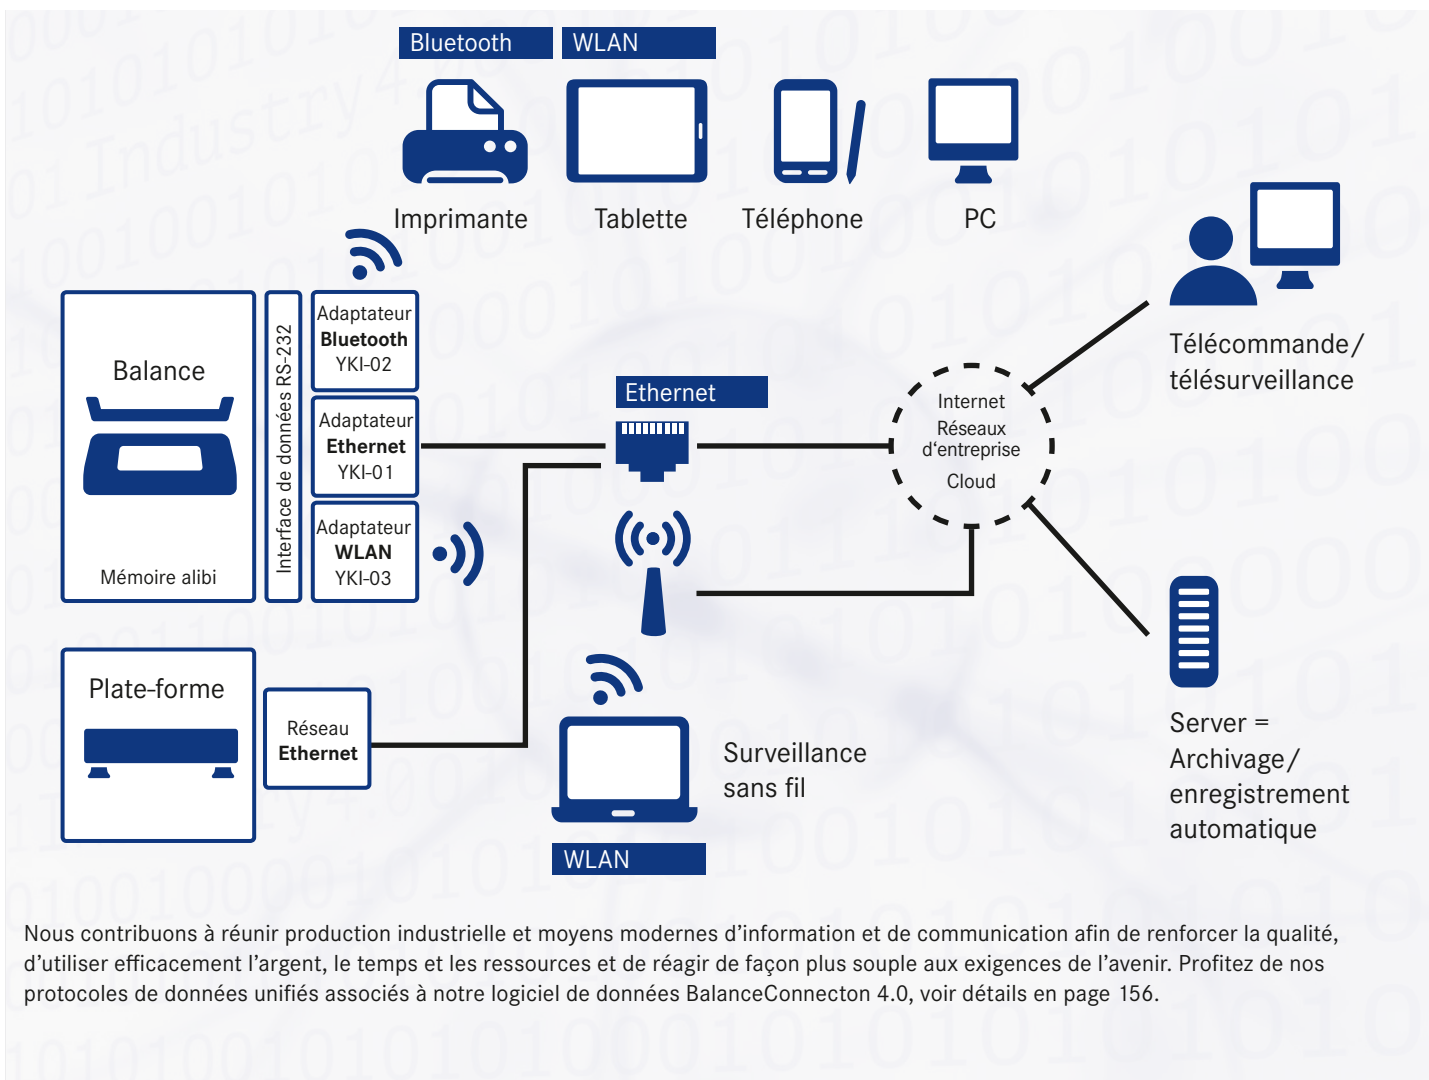 Bluetooth
WLAN
Imprimante
Tablette
Téléphone
PC
Balance
Mémoire alibi
Interface de données RS-232
Adaptateur
Bluetooth
YKI-02
Adaptateur
Ethernet
YKI-01
Adaptateur
WLAN
YKI-03
Ethernet
Internet
Réseaux
d‘entreprise
Cloud
Télécommande/
télésurveillance
Plate-forme
Réseau
Ethernet
Surveillance
sans fil
WLAN
Server =
Archivage/
enregistrement
automatique
Nous contribuons à réunir production industrielle et moyens modernes d’information et de communication afin de renforcer la qualité,
d’utiliser efficacement l’argent, le temps et les ressources et de réagir de façon plus souple aux exigences de l’avenir. Profitez de nos
protocoles de données unifiés associés à notre logiciel de données BalanceConnecton 4.0, voir détails en page 156.